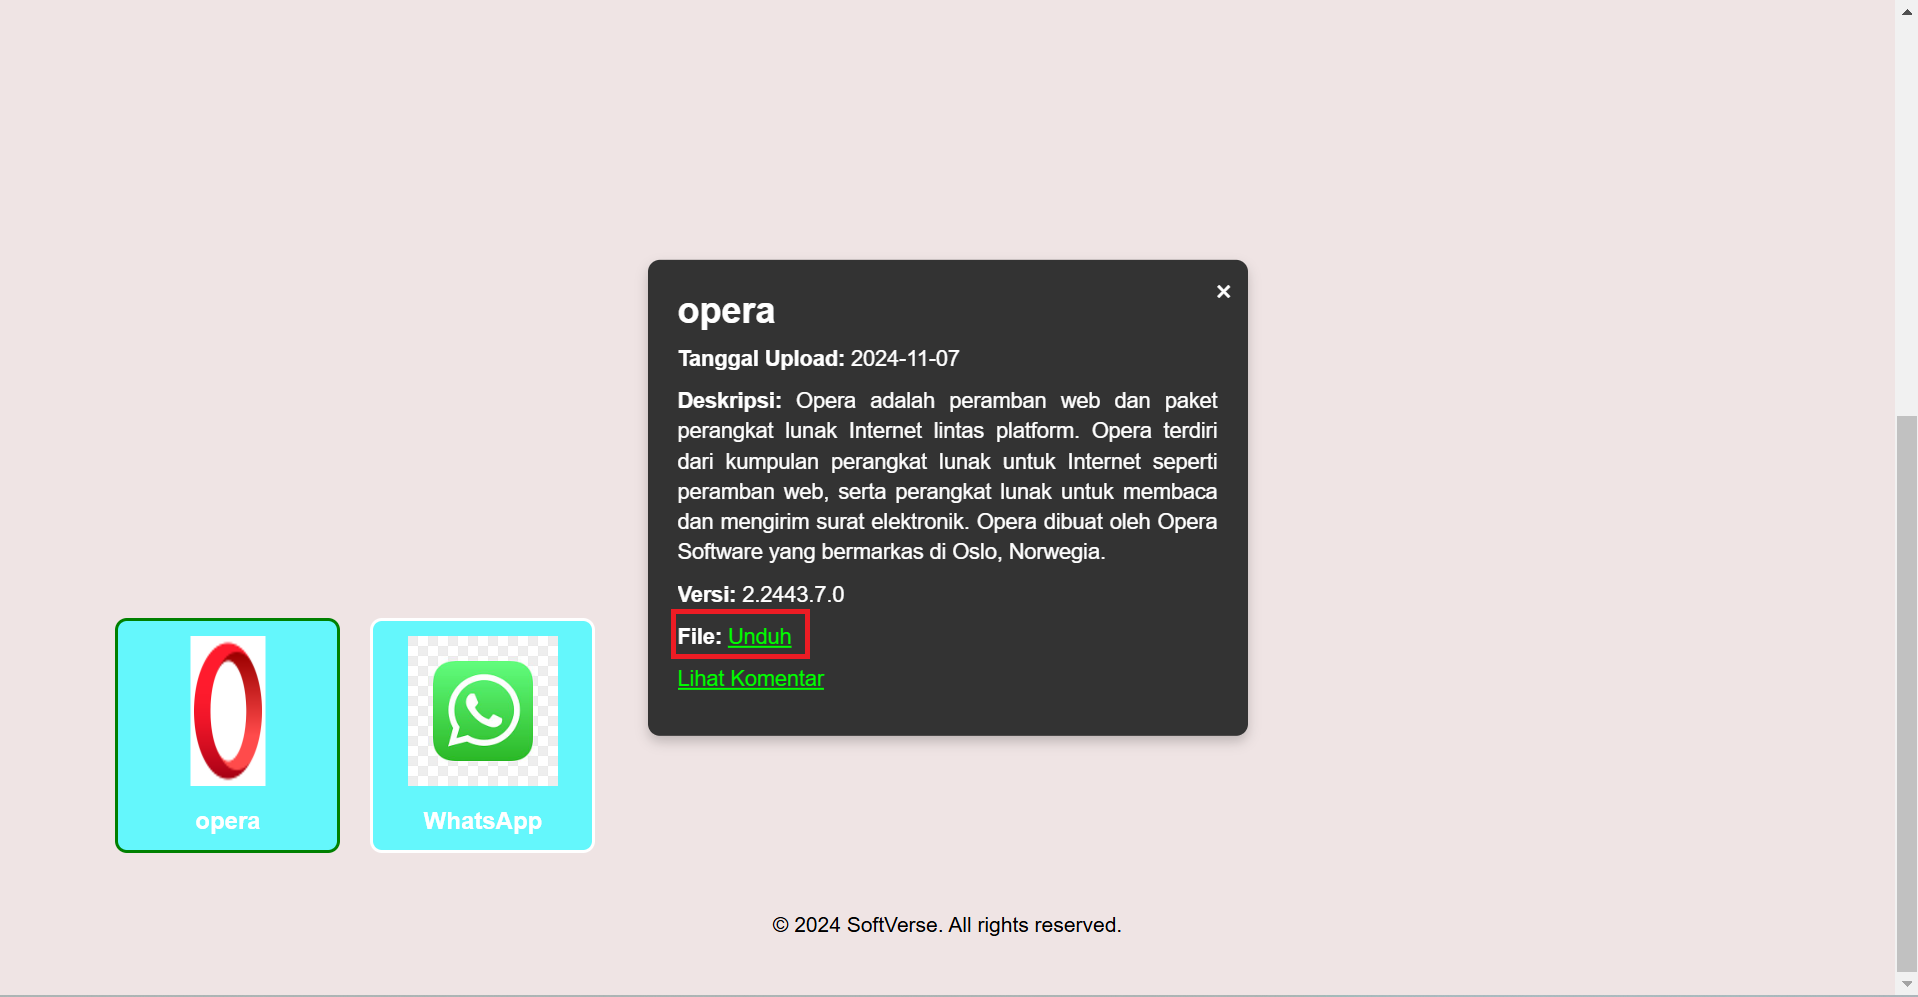 opera
×
Tanggal Upload: 2024-11-07
Deskripsi: Opera adalah peramban web dan paket
perangkat lunak Internet lintas platform. Opera terdiri
dari kumpulan perangkat lunak untuk Internet seperti
peramban web, serta perangkat lunak untuk membaca
dan mengirim surat elektronik. Opera dibuat oleh Opera
Software yang bermarkas di Oslo, Norwegia.
Versi: 2.2443.7.0
File: Unduh
Lihat Komentar
opera
WhatsApp
© 2024 SoftVerse. All rights reserved.